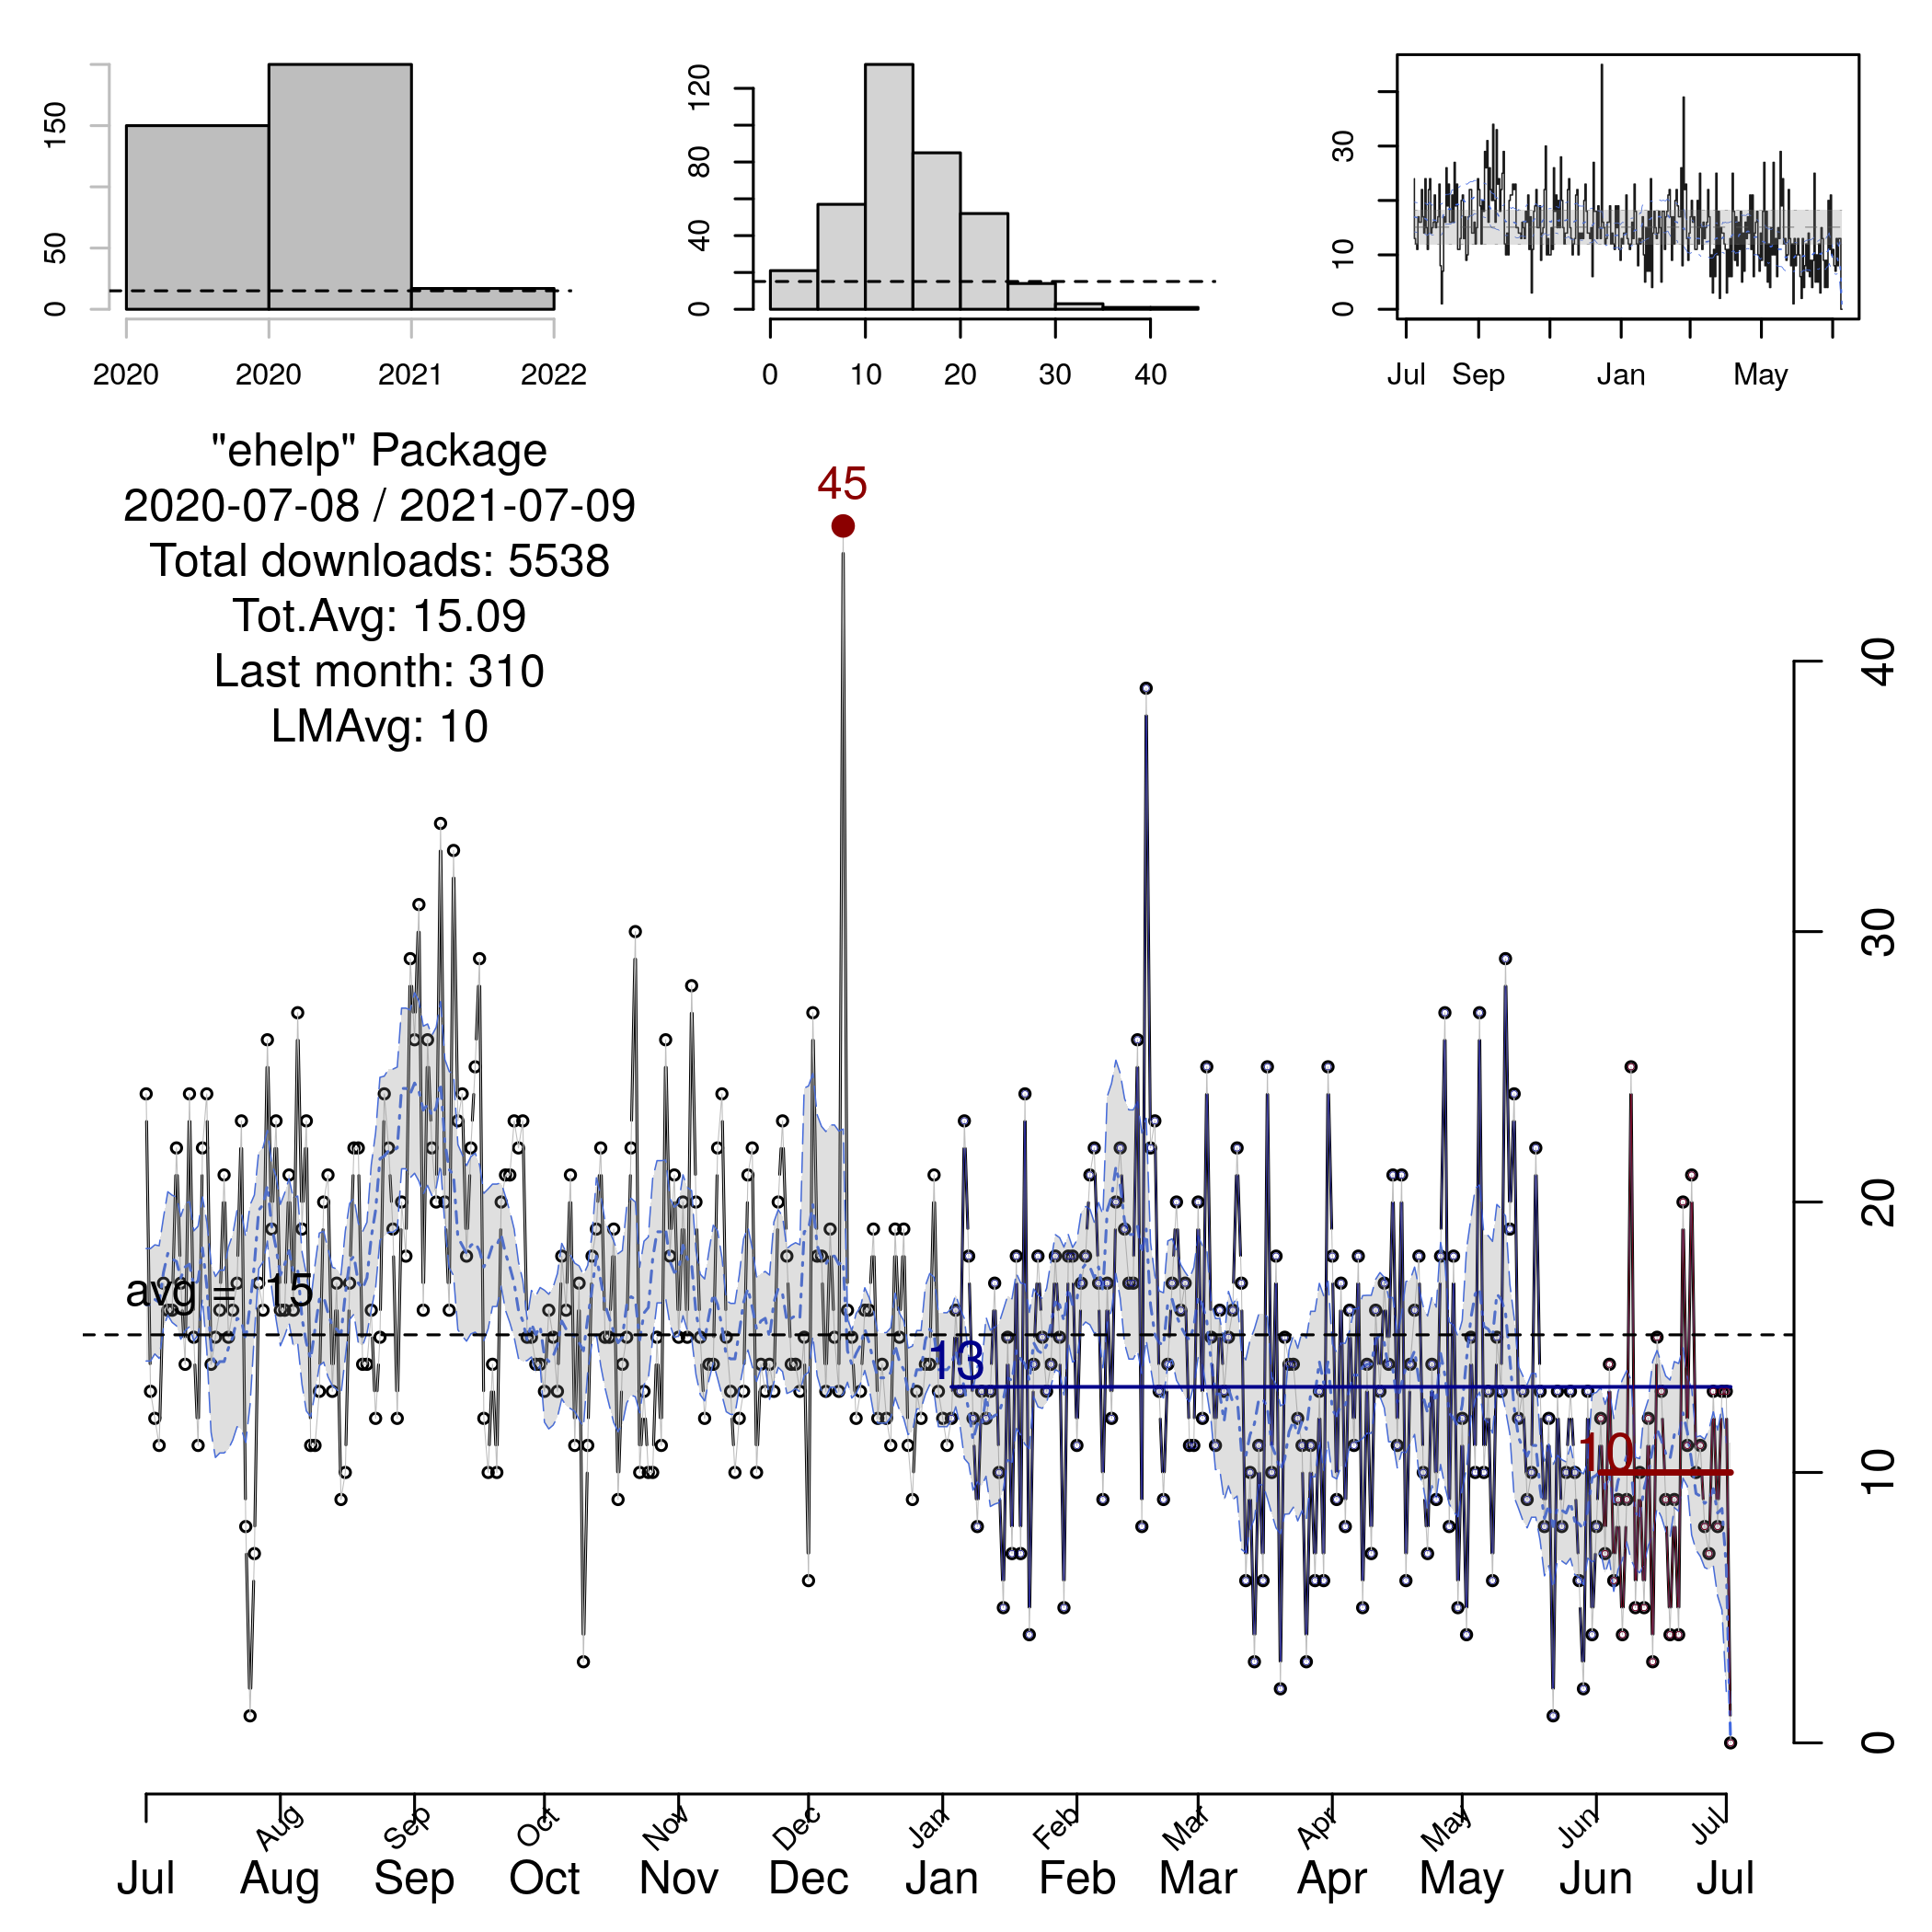 150
50
0
2020 2020 2021 2022
120
80
40
0
0 10 20 30 40
30
10
0
Jul Sep Jan May
"ehelp" Package
2020-07-08 / 2021-07-09
Total downloads: 5538
Tot.Avg: 15.09
Last month: 310
LMAvg: 10
45
40
30
20
10
0
avg = 15
13
10
Aug Sep Oct Nov Dec Jan Feb Mar Apr May Jun Jul
Jul Aug Sep Oct Nov Dec Jan Feb Mar Apr May Jun Jul